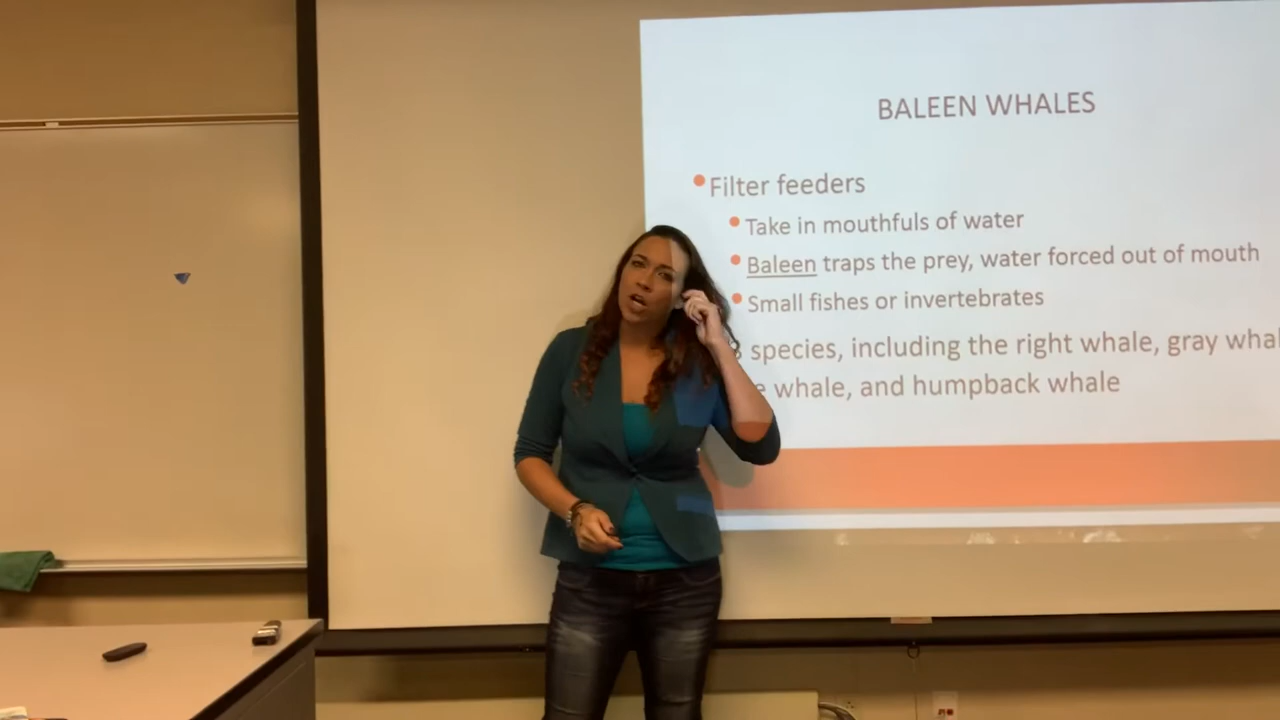 BALEEN WHALES
Filter feeders
Take in mouthfuls of water
Baleen traps the prey, water forced out of mouth
Small fishes or invertebrates
species, including the right whale, gray
whale, and humpback whale